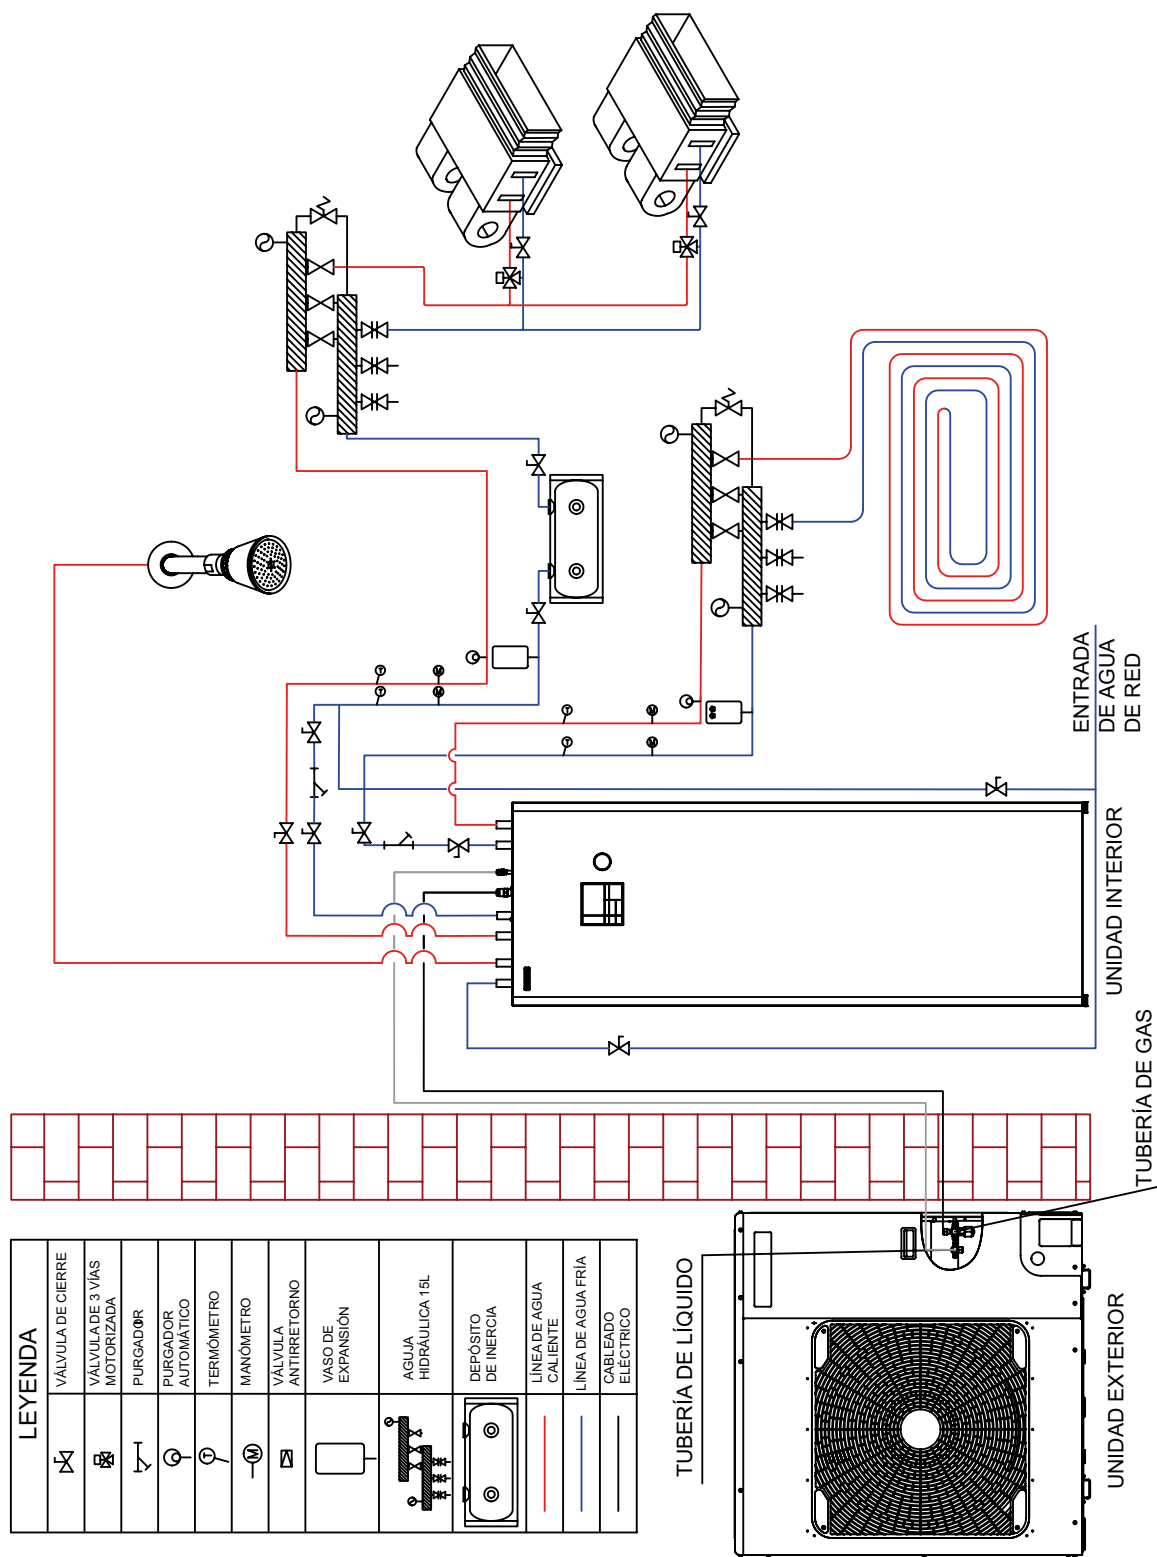 LEYENDA
VÁLVULA DE CIERRE
VÁLVULA DE 3 VÍAS
MOTORIZADA
PURGADOR
PURGADOR
AUTOMÁTICO
T
TERMÓMETRO
M
MANÓMETRO
VÁLVULA
ANTIRRETORNO
VASO DE
EXPANSIÓN
AGUJA
HIDRÁULICA 15L
DEPÓSITO
DE INERCIA
LÍNEA DE AGUA
CALIENTE
LÍNEA DE AGUA FRÍA
CABLEADO
ELÉCTRICO
TUBERÍA DE LÍQUIDO
UNIDAD EXTERIOR
TUBERÍA DE GAS
UNIDAD INTERIOR
ENTRADA
DE AGUA
DE RED
T
T
M
M
T
T
M
M